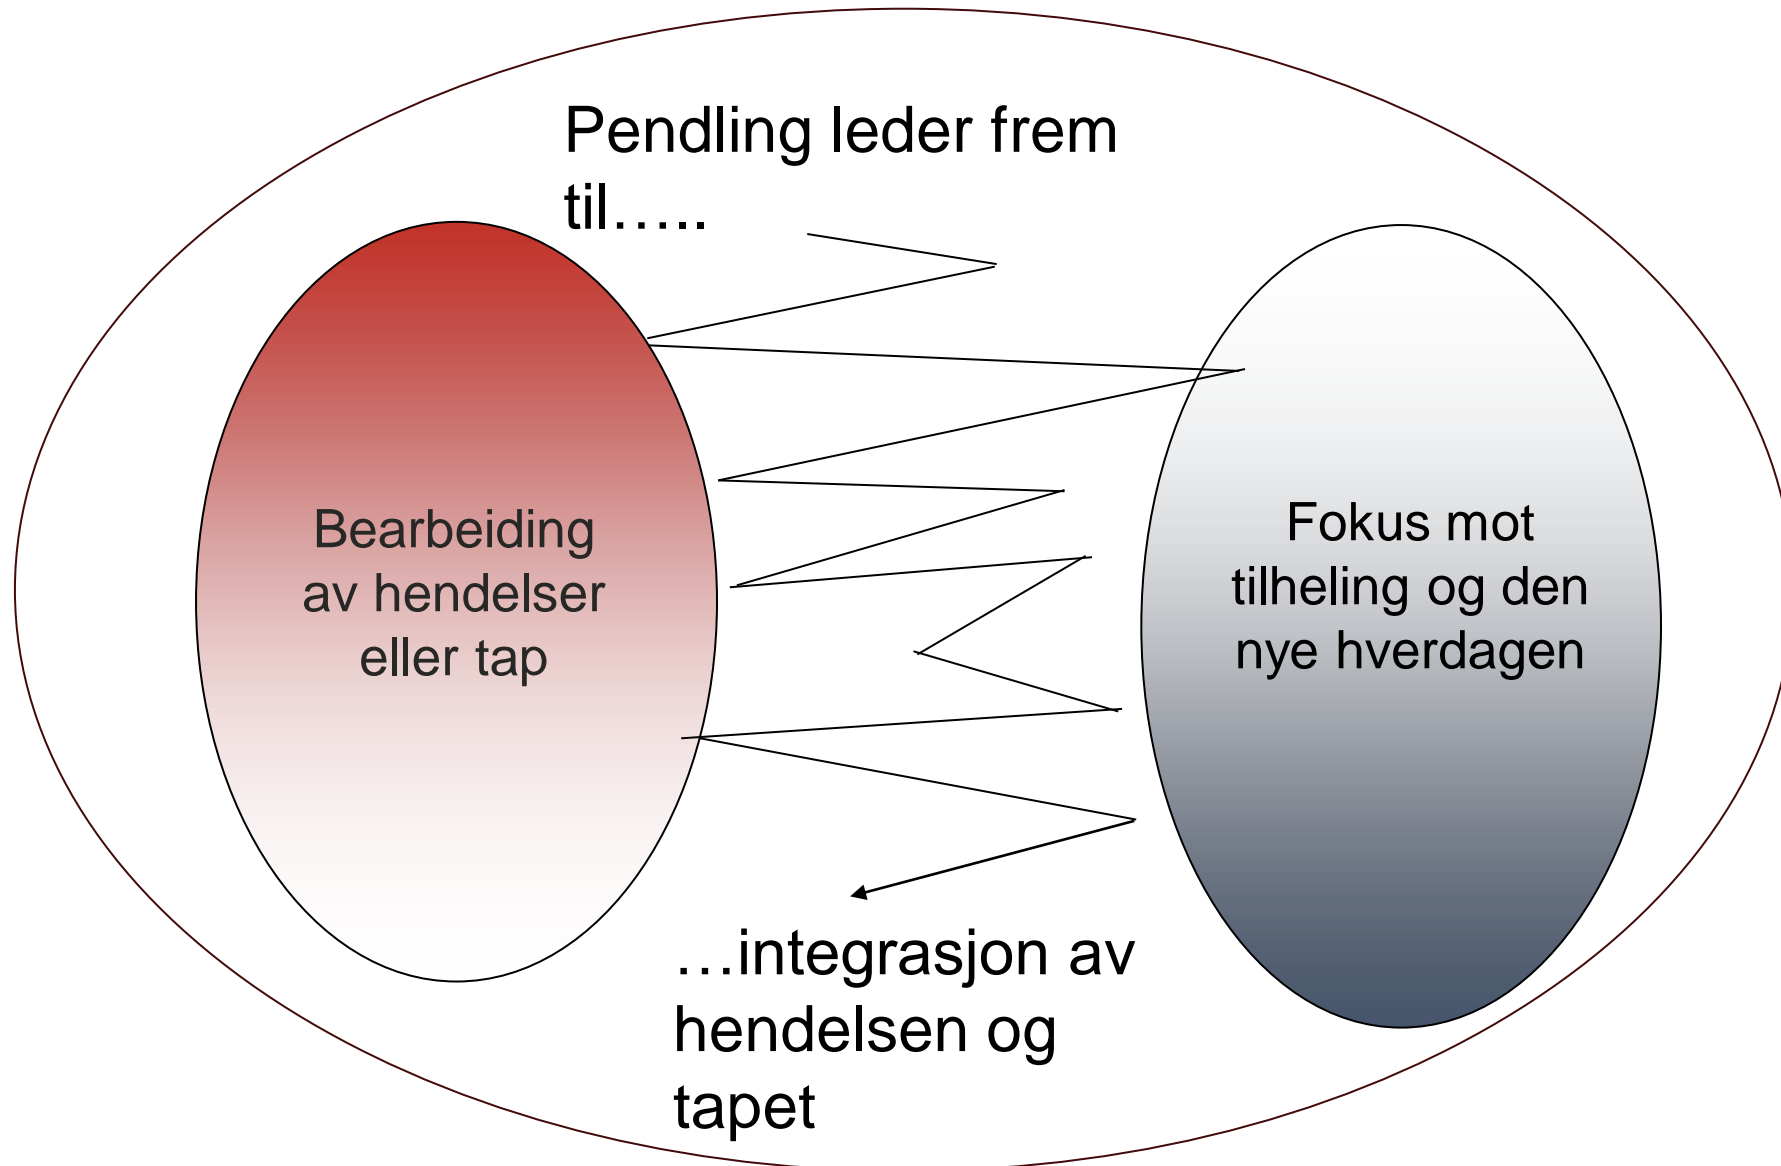 Pendling leder frem
til…..
Bearbeiding
av hendelser
eller tap
Fokus mot
tilheling og den
nye hverdagen
…integrasjon av
hendelsen og
tapet